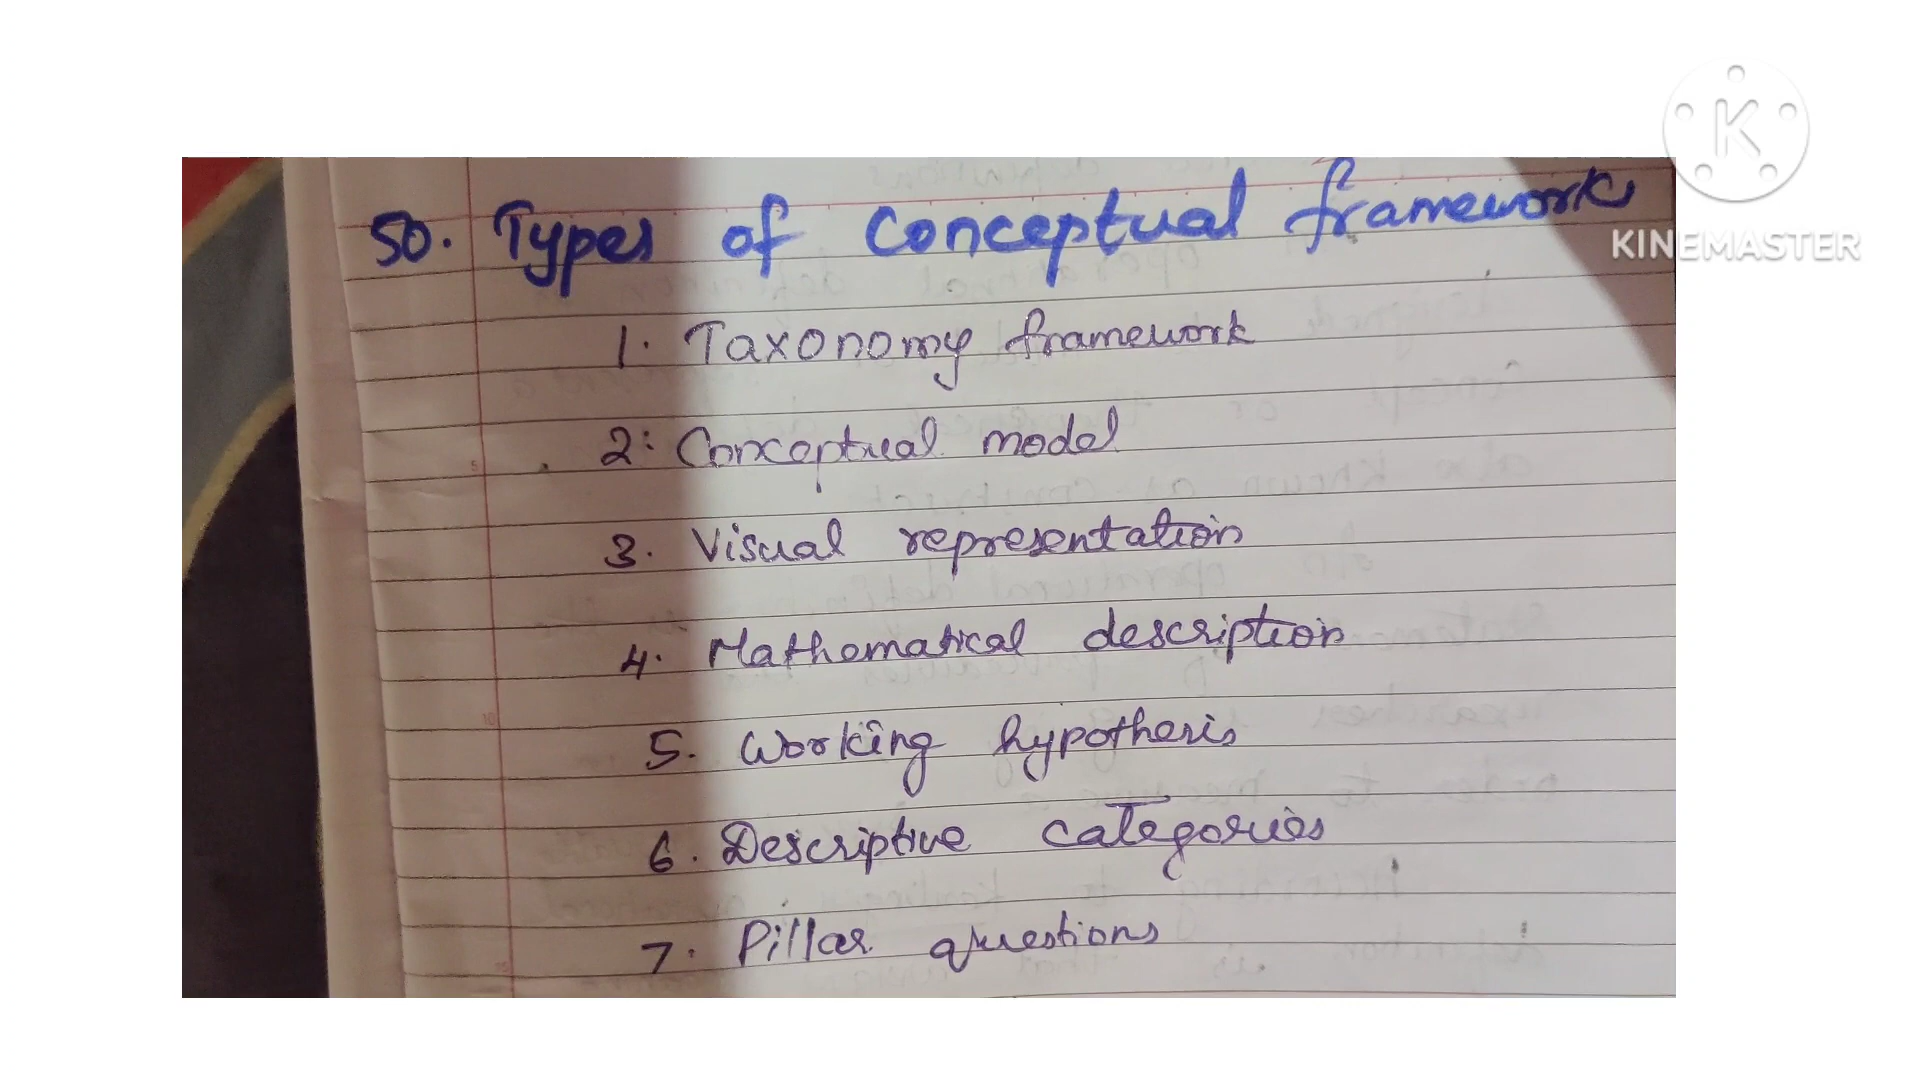 50. Types of Conceptual framework
KINEMASTER
1. Taxonomy framework
2: Conceptual model
3. Visual representation
4. Mathematical description
5. Working hypothesis
6. Descriptive categories
7. Pillar questions